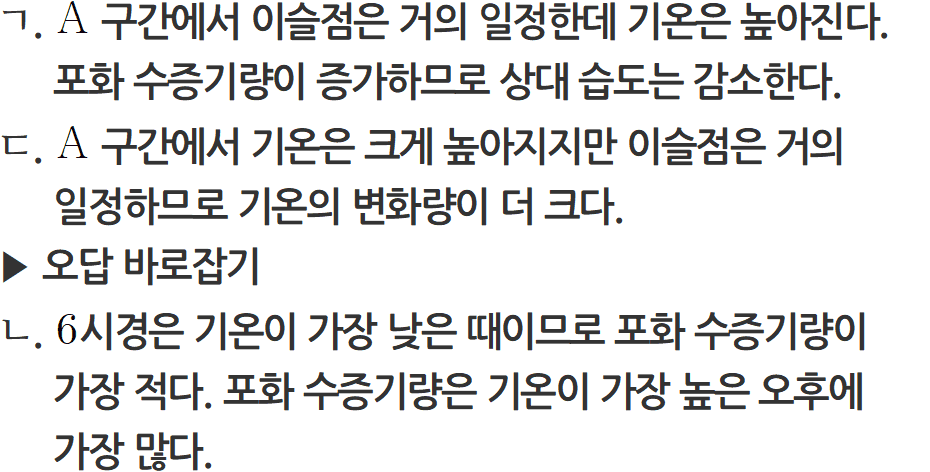 ㄱ. A 구간에서 이슬점은 거의 일정한데 기온은 높아진다.
포화 수증기량이 증가하므로 상대 습도는 감소한다.
ㄷ. A 구간에서 기온은 크게 높아지지만 이슬점은 거의
일정하므로 기온의 변화량이 더 크다.
▶ 오답 바로잡기
ㄴ. 6시경은 기온이 가장 낮은 때이므로 포화 수증기량이
가장 적다. 포화 수증기량은 기온이 가장 높은 오후에
가장 많다.